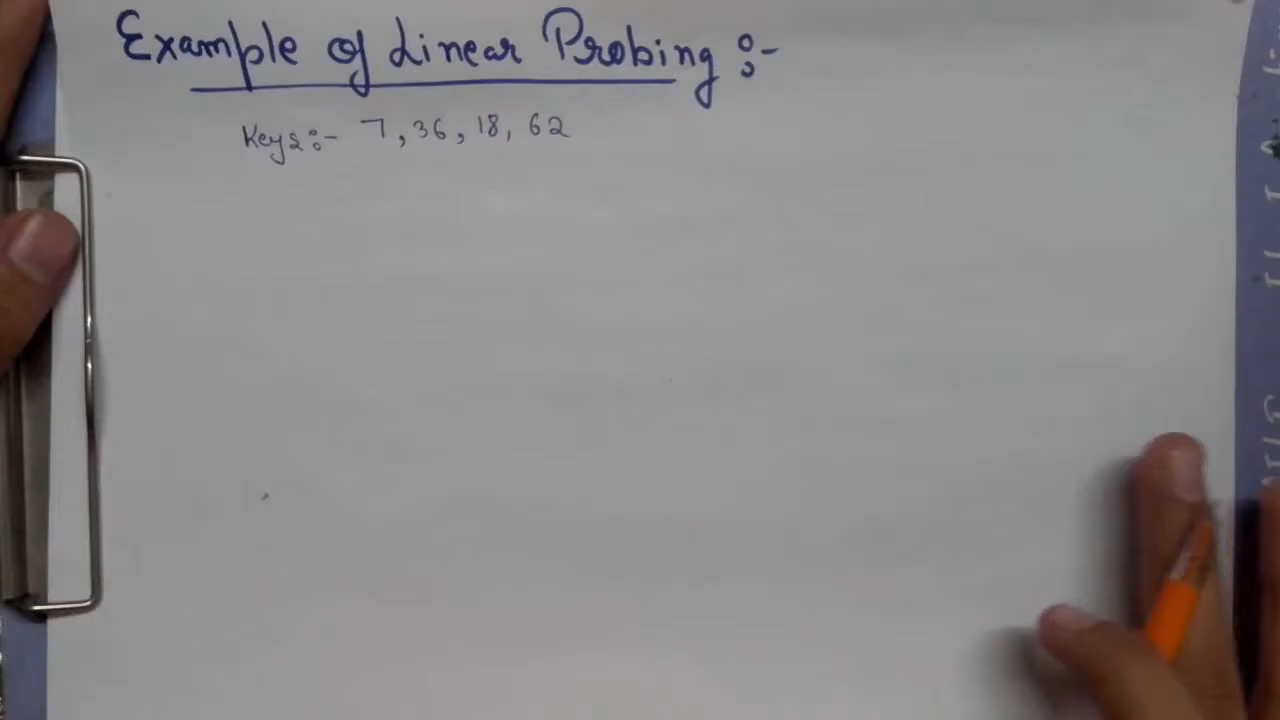 Example of Linear Probing :-
Keys:- 7, 36, 18, 62